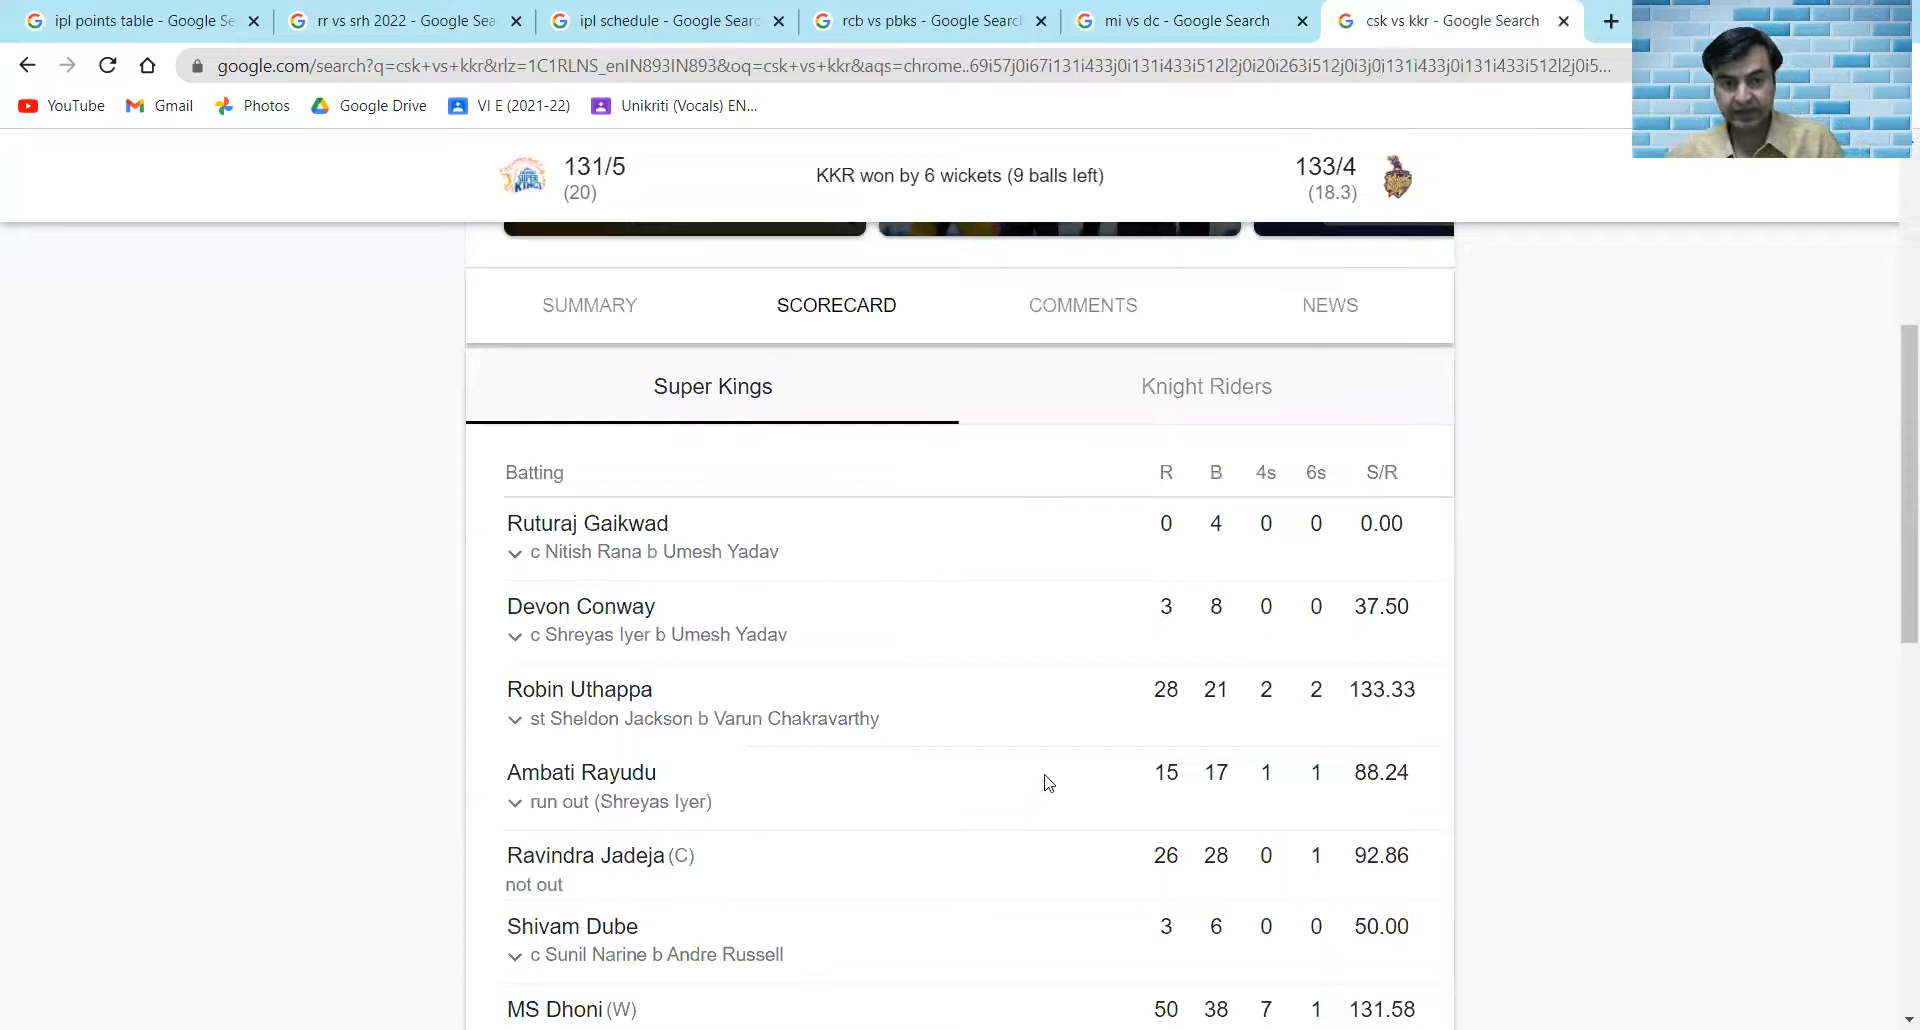 ipl points table - Google Se
rr vs srh 2022 - Google Sea
ipl schedule - Google Searc
rcb vs pbks - Google Search
mi vs dc - Google Search
csk vs kkr - Google Search
google.com/search?q=csk+vs+kkr&rlz=1C1RLNS_enIN893IN893&oq=csk+vs+kkr&aqs=chrome..69i57j0i67i131i433j0i131i433i512l2j0i20i263i512j0i3j0i131i433j0i131i433i512l2j0i5...
YouTube Gmail Photos Google Drive VI E (2021-22) Unikriti (Vocals) EN...
131/5 KKR won by 6 wickets (9 balls left) 133/4
(20) (18.3)
SUMMARY SCORECARD COMMENTS NEWS
Super Kings Knight Riders
Batting R B 4s 6s S/R
Ruturaj Gaikwad 0 4 0 0 0.00
c Nitish Rana b Umesh Yadav
Devon Conway 3 8 0 0 37.50
c Shreyas Iyer b Umesh Yadav
Robin Uthappa 28 21 2 2 133.33
st Sheldon Jackson b Varun Chakravarthy
Ambati Rayudu 15 17 1 1 88.24
run out (Shreyas Iyer)
Ravindra Jadeja (C) 26 28 0 1 92.86
not out
Shivam Dube 3 6 0 0 50.00
c Sunil Narine b Andre Russell
MS Dhoni (W) 50 38 7 1 131.58